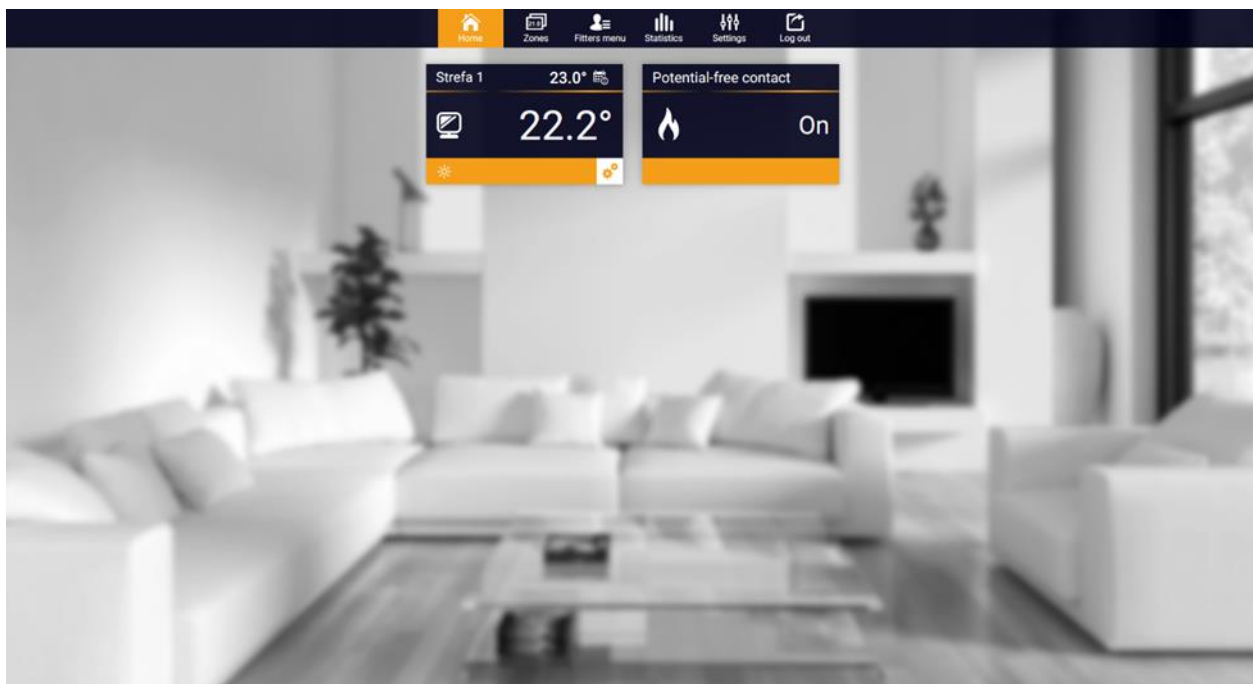 Home Zones Fitters menu Statistics Settings Log out
Strefa 1 23.0°
22.2°
Potential-free contact
On